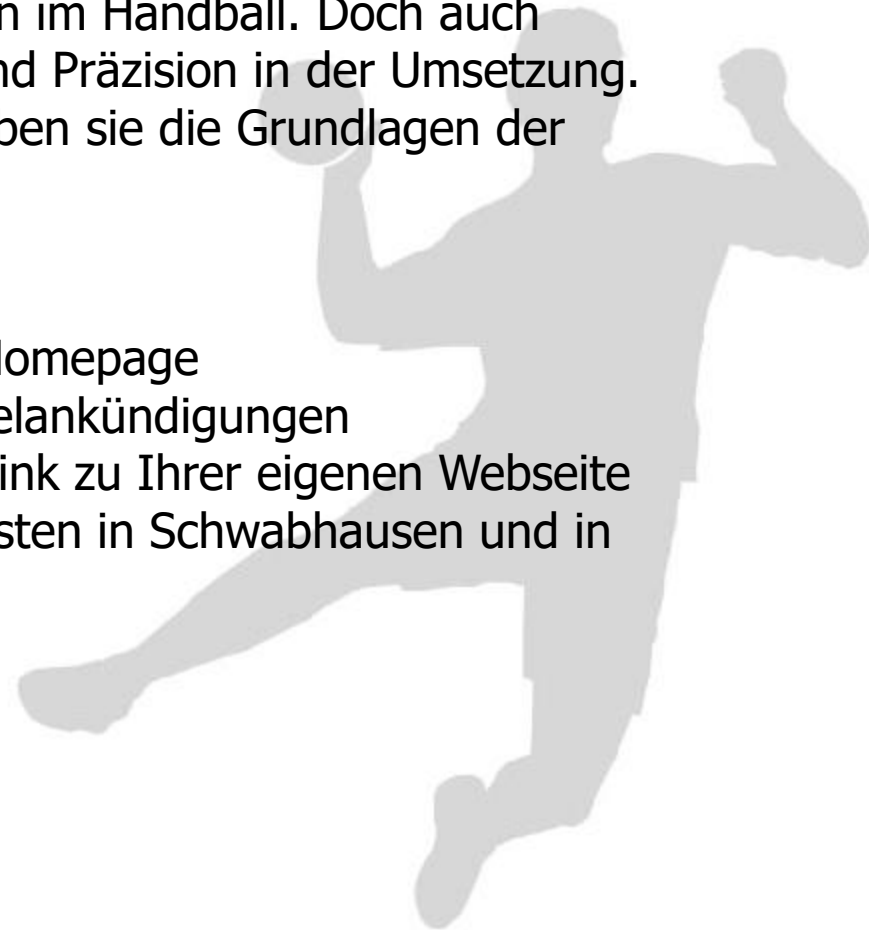 n im Handball. Doch auch
nd Präzision in der Umsetzung.
ben sie die Grundlagen der
Homepage
elankündigungen
ink zu Ihrer eigenen Webseite
sten in Schwabhausen und in